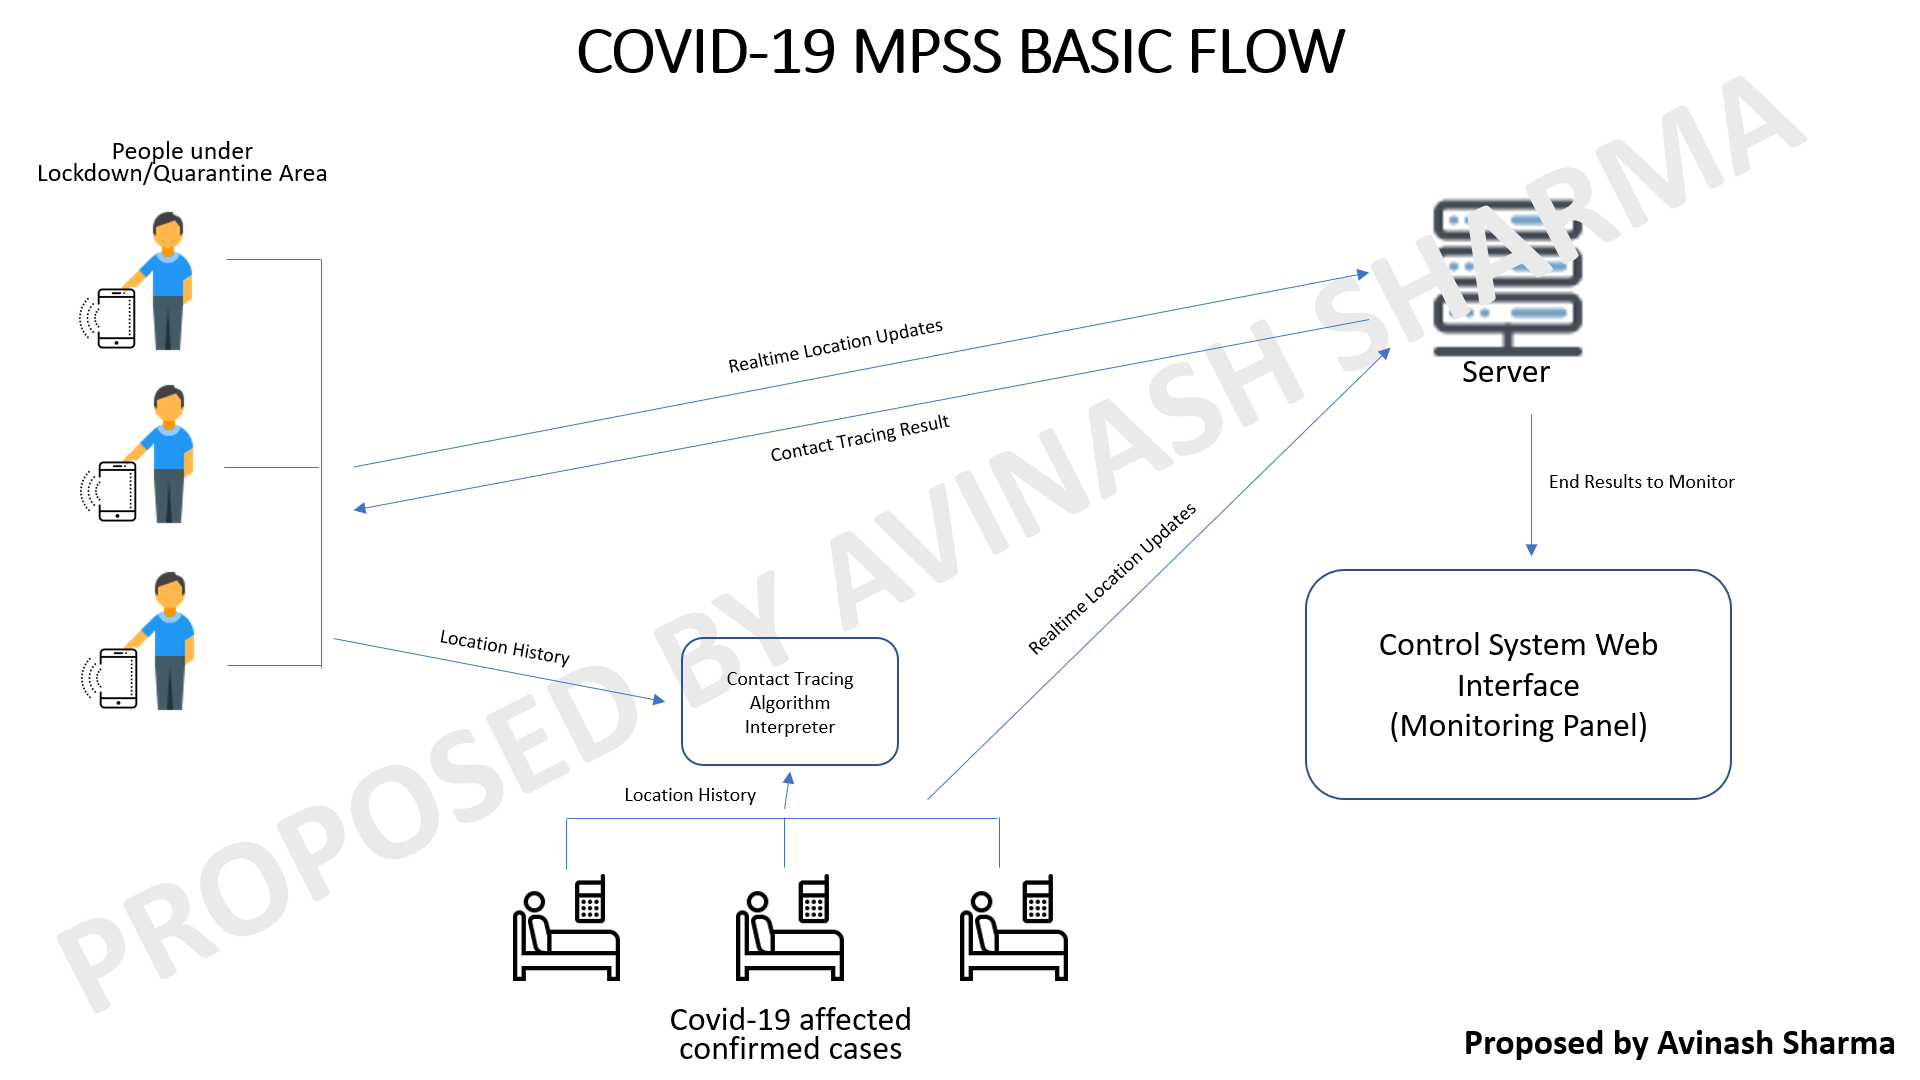 COVID-19 MPSS BASIC FLOW
People under
Lockdown/Quarantine Area
Realtime Location Updates
Contact Tracing Result
Server
End Results to Monitor
Realtime Location Updates
Location History
Contact Tracing
Algorithm
Interpreter
Control System Web
Interface
(Monitoring Panel)
Location History
Covid-19 affected
confirmed cases
Proposed by Avinash Sharma
PROPOSED BY AVINASH SHARMA